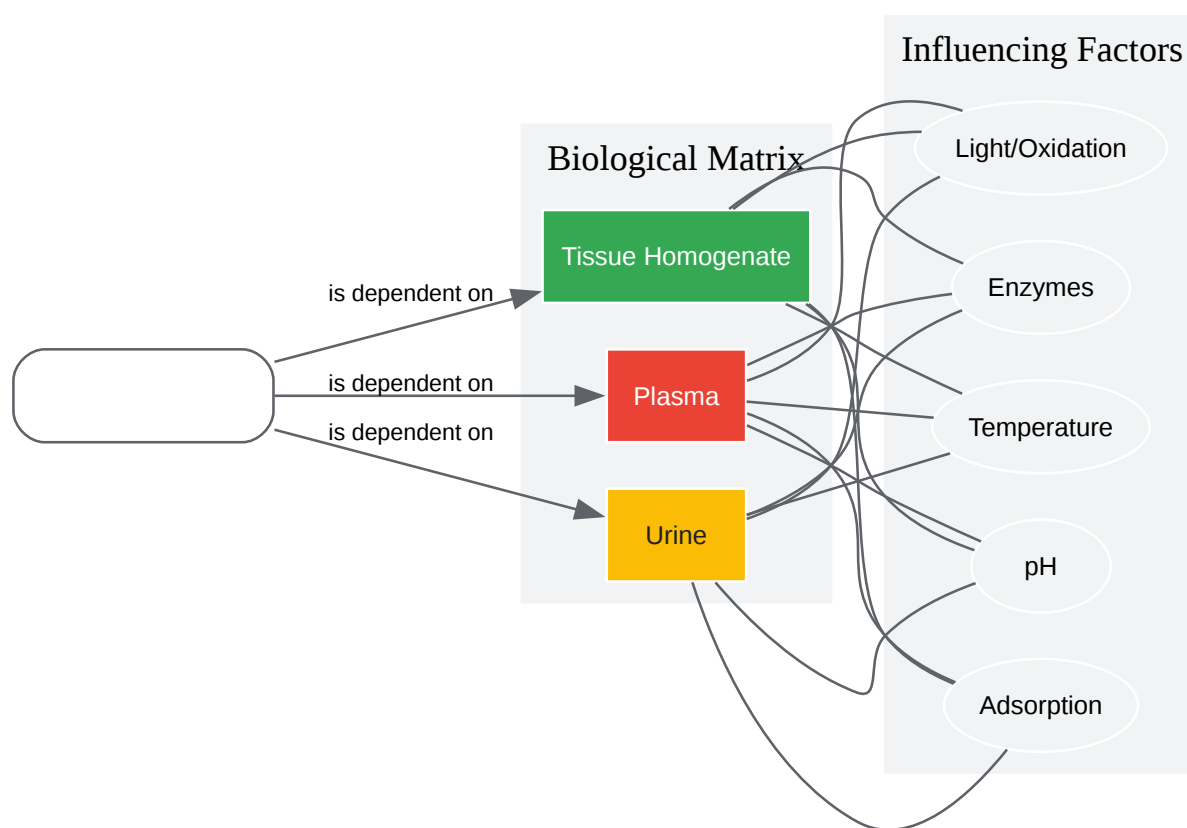 Influencing Factors
Biological Matrix
Light/Oxidation
Tissue Homogenate
Enzymes
is dependent on
is dependent on
Plasma
Temperature
is dependent on
Urine
pH
Adsorption